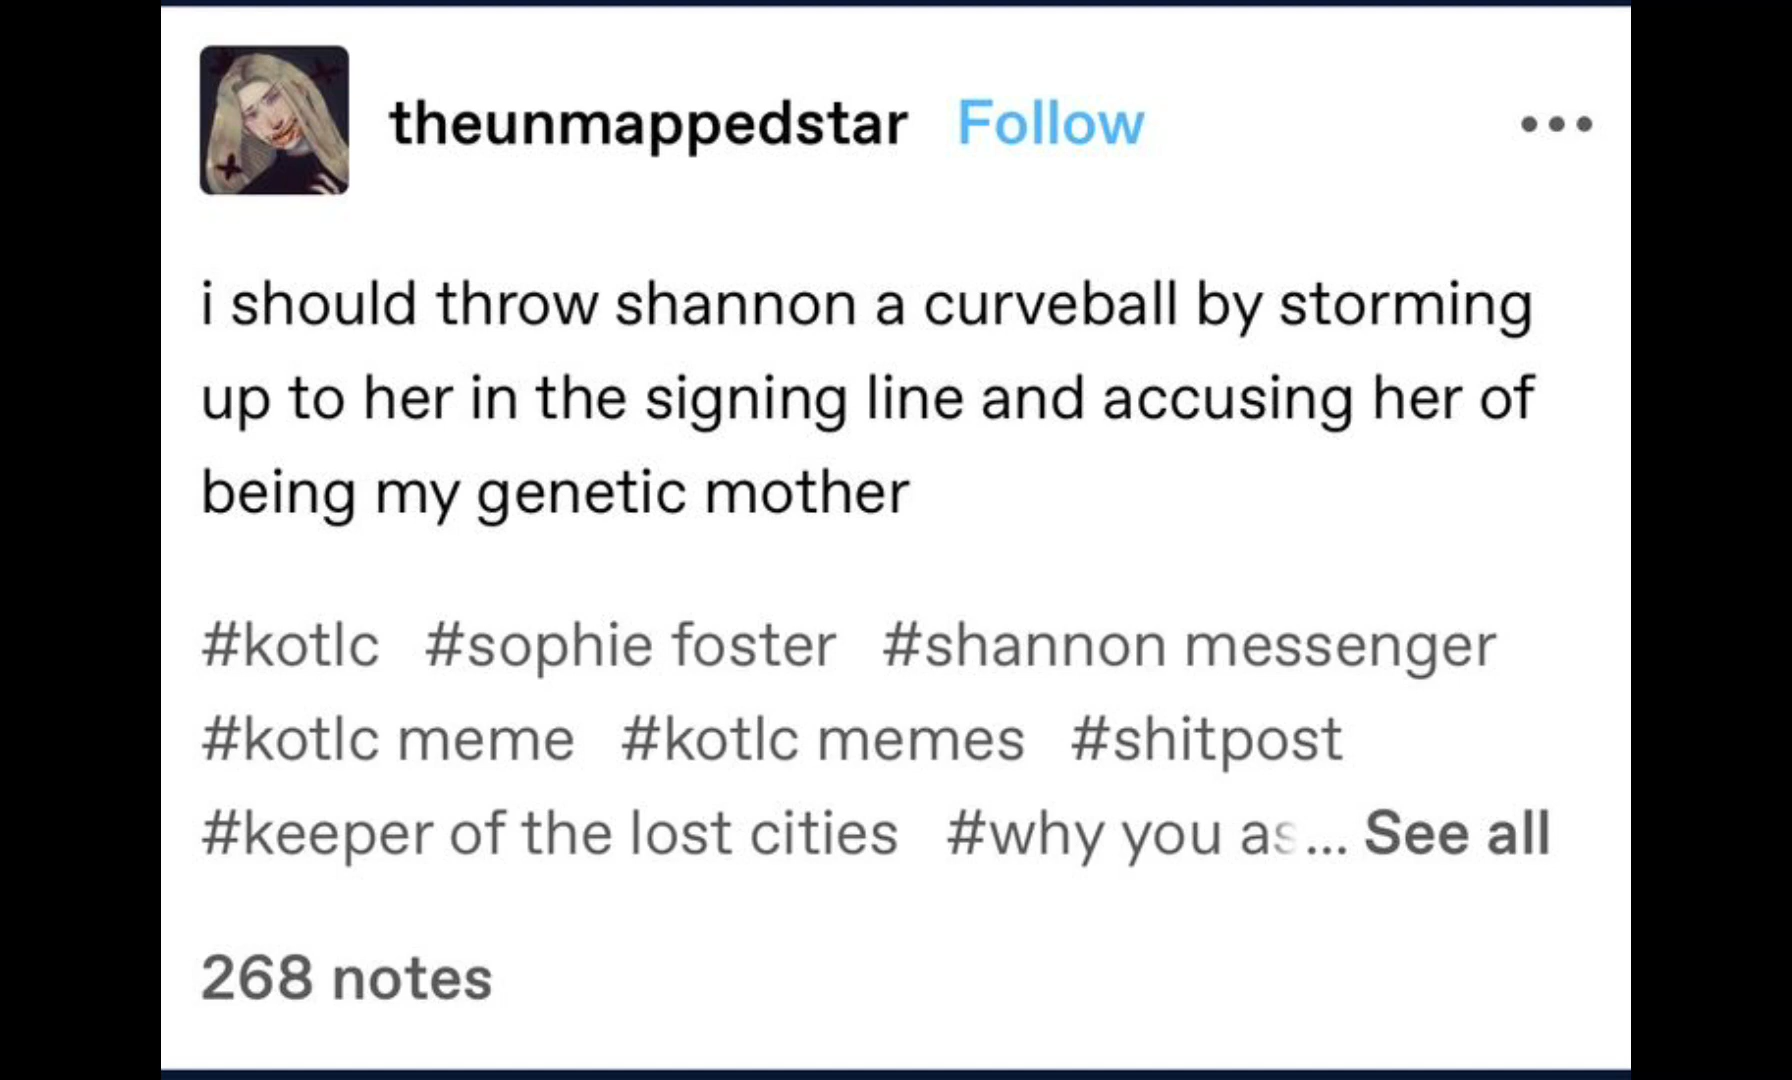 theunmappedstar Follow
i should throw shannon a curveball by storming
up to her in the signing line and accusing her of
being my genetic mother
#kotlc #sophie foster #shannon messenger
#kotlc meme #kotlc memes #shitpost
#keeper of the lost cities #why you as... See all
268 notes